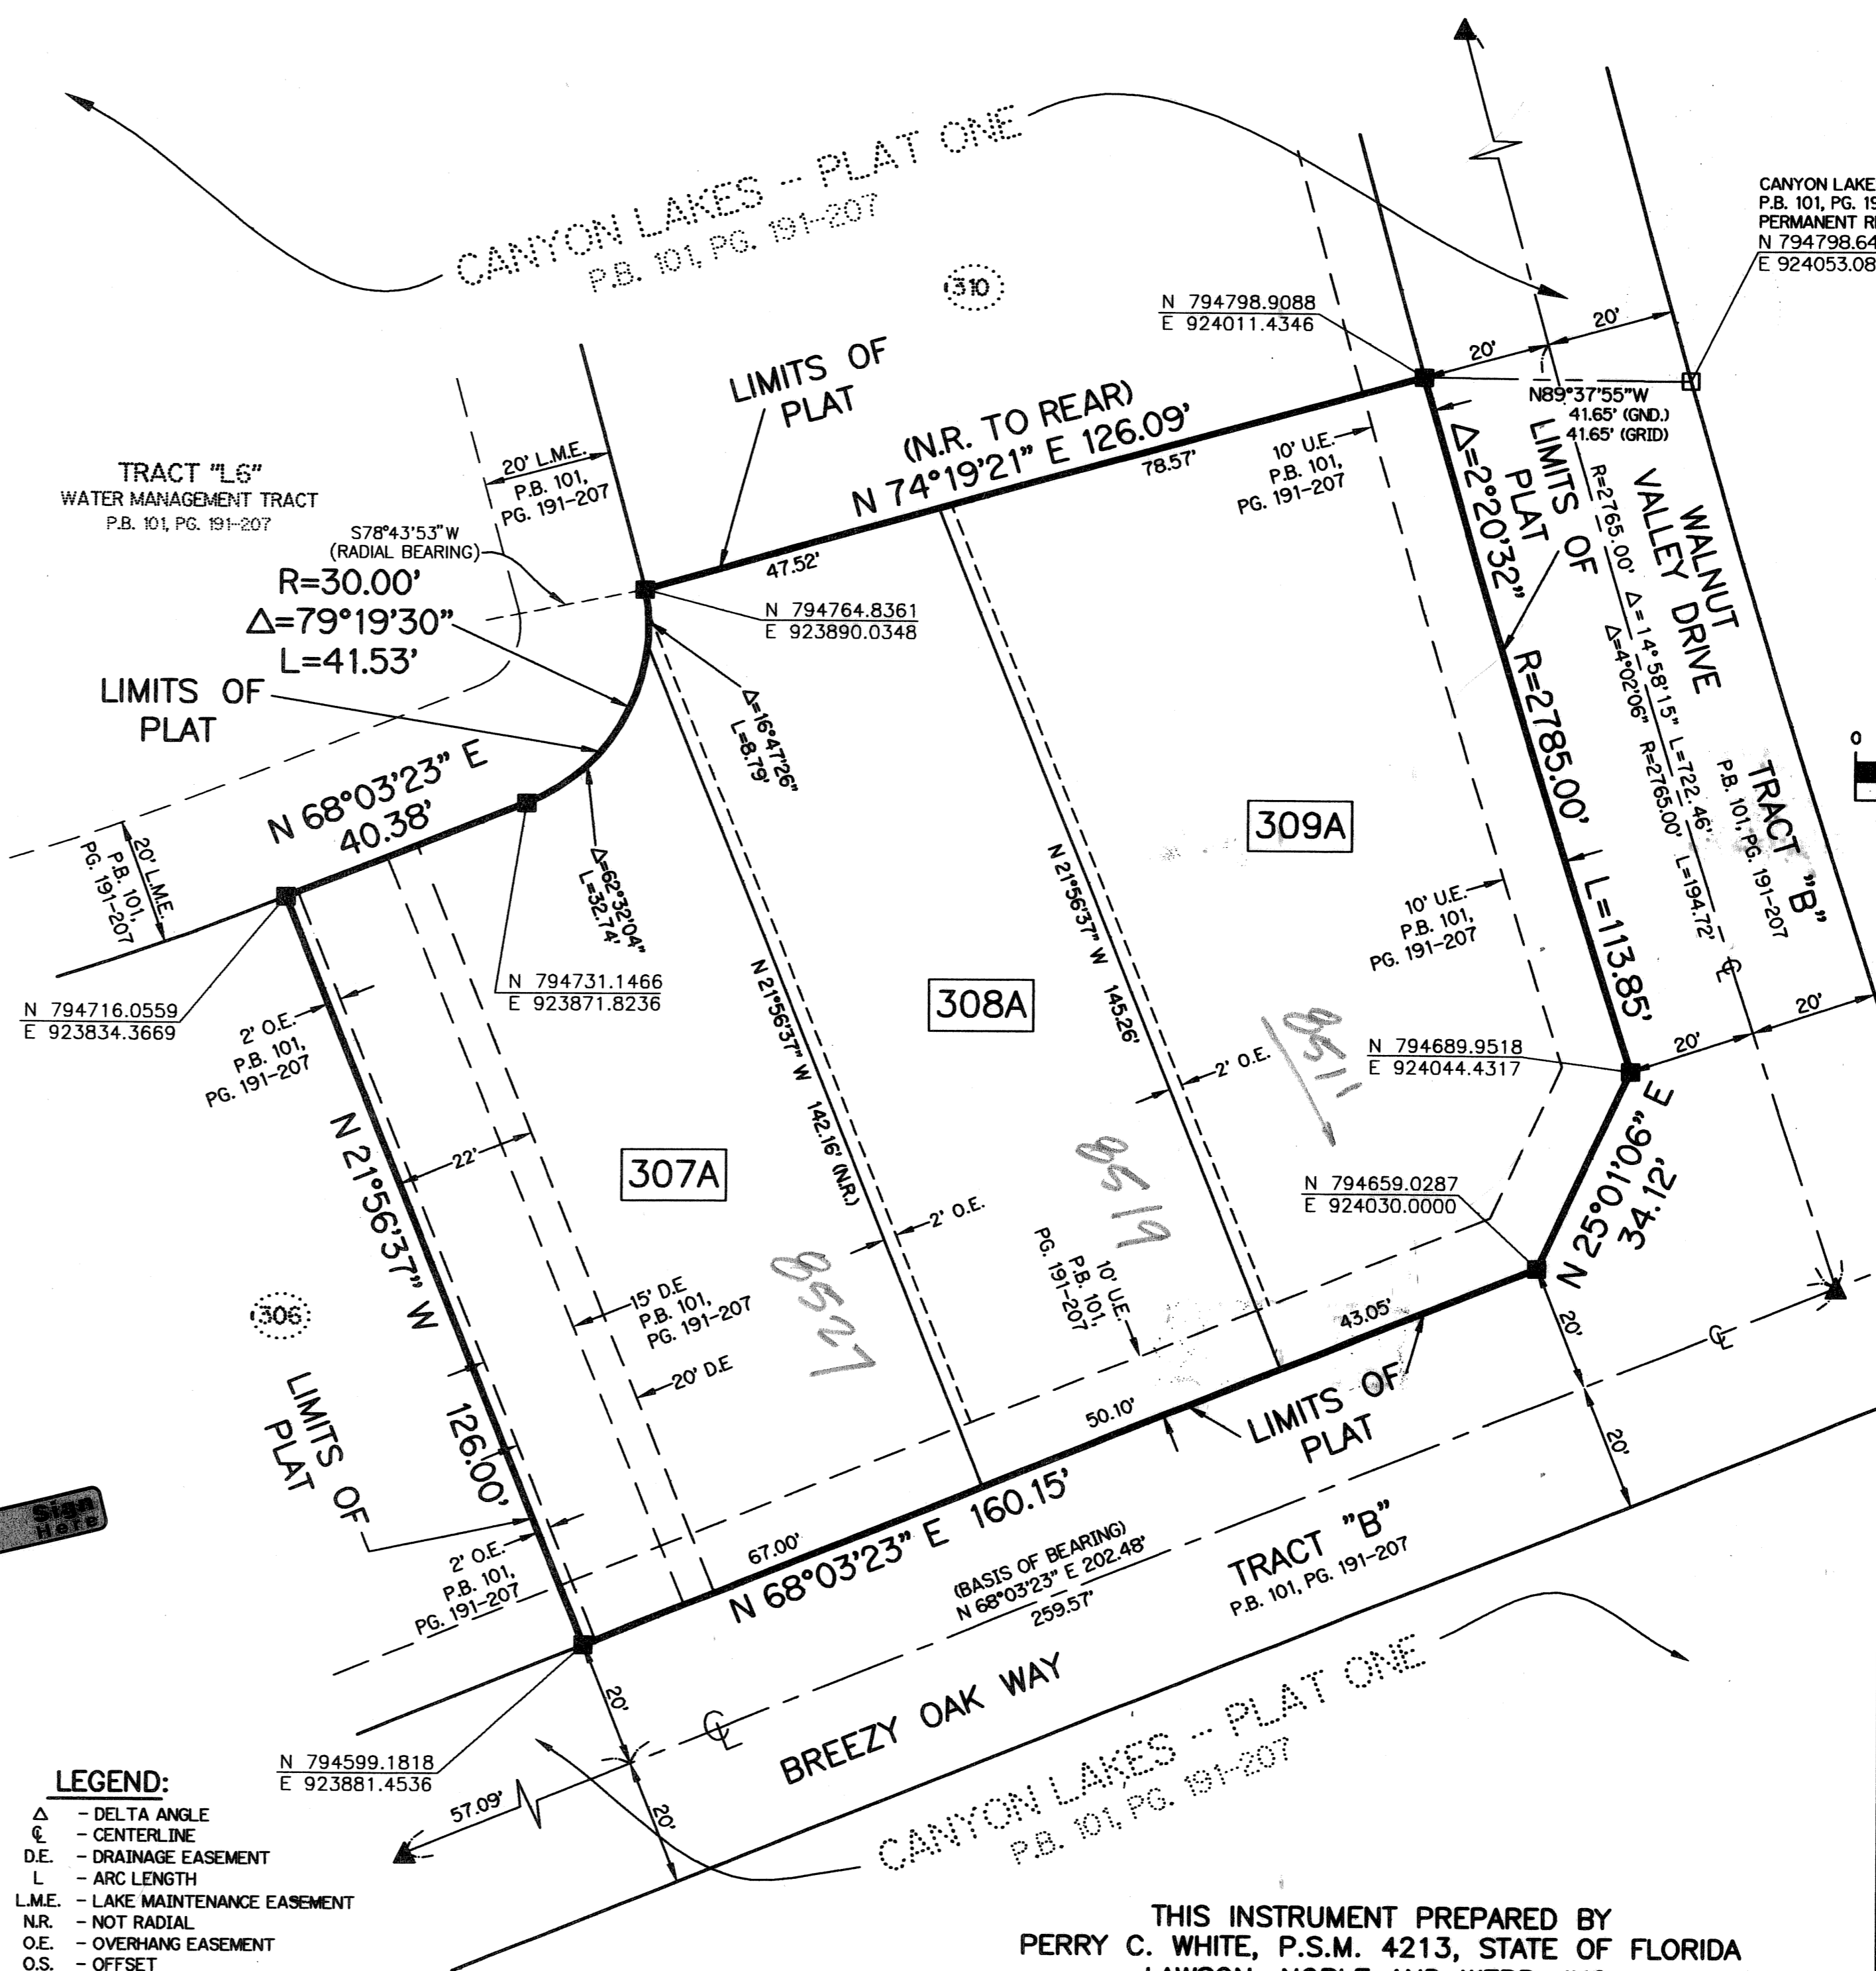 CANYON LAKES -- PLAT ONE
P.B. 101, PG. 191-207
310
CANYON LAKE
P.B. 101, PG. 19
PERMANENT R
N 794798.64
E 924053.08
N 794798.9088
E 924011.4346
20'
20'
N89°37'55"W
41.65' (GND.)
41.65' (GRID)
LIMITS OF
PLAT
(N.R. TO REAR)
N 74°19'21" E 126.09'
78.57'
47.52'
10' U.E.
P.B. 101,
PG. 191-207
20' L.M.E.
P.B. 101,
PG. 191-207
TRACT "L6"
WATER MANAGEMENT TRACT
P.B. 101, PG. 191-207
S78°43'53"W
(RADIAL BEARING)
R=30.00'
Δ=79°19'30"
L=41.53'
LIMITS OF
PLAT
N 794764.8361
E 923890.0348
Δ=16°47'26"
L=8.79'
Δ=2°20'32"
R=2785.00'
L=113.85'
LIMITS OF
PLAT
R=2765.00' Δ=14°58'15" L=722.46'
Δ=4°02'06" R=2765.00' L=194.72'
WALNUT
VALLEY DRIVE
TRACT "B"
P.B. 101, PG. 191-207
0
N 68°03'23" E
40.38'
20' L.M.E.
P.B. 101,
PG. 191-207
Δ=62°32'04"
L=32.74'
309A
N 21°56'37" W 145.26'
10' U.E.
P.B. 101,
PG. 191-207
N 794731.1466
E 923871.8236
N 794716.0559
E 923834.3669
2' O.E.
P.B. 101,
PG. 191-207
N 21°56'37" W 142.16' (N.R.)
308A
2' O.E.
8511
N 794689.9518
E 924044.4317
20'
20'
℄
N 21°56'37" W 126.00'
22'
307A
2' O.E.
8519
N 794659.0287
E 924030.0000
N 25°01'06" E
34.12'
10' U.E.
P.B. 101,
PG. 191-207
306
15' D.E
P.B. 101,
PG. 191-207
20' D.E
8527
43.05'
20'
℄
20'
LIMITS OF
PLAT
50.10'
LIMITS OF
PLAT
Sign
Here
2' O.E.
P.B. 101,
PG. 191-207
67.00'
N 68°03'23" E 160.15'
(BASIS OF BEARING)
N 68°03'23" E 202.48'
259.57'
TRACT "B"
P.B. 101, PG. 191-207
BREEZY OAK WAY
20'
℄
20'
57.09'
N 794599.1818
E 923881.4536
CANYON LAKES -- PLAT ONE
P.B. 101, PG. 191-207
LEGEND:
Δ - DELTA ANGLE
℄ - CENTERLINE
D.E. - DRAINAGE EASEMENT
L - ARC LENGTH
L.M.E. - LAKE MAINTENANCE EASEMENT
N.R. - NOT RADIAL
O.E. - OVERHANG EASEMENT
O.S. - OFFSET
THIS INSTRUMENT PREPARED BY
PERRY C. WHITE, P.S.M. 4213, STATE OF FLORIDA
LAWSON, NOBLE AND WEBB, INC.